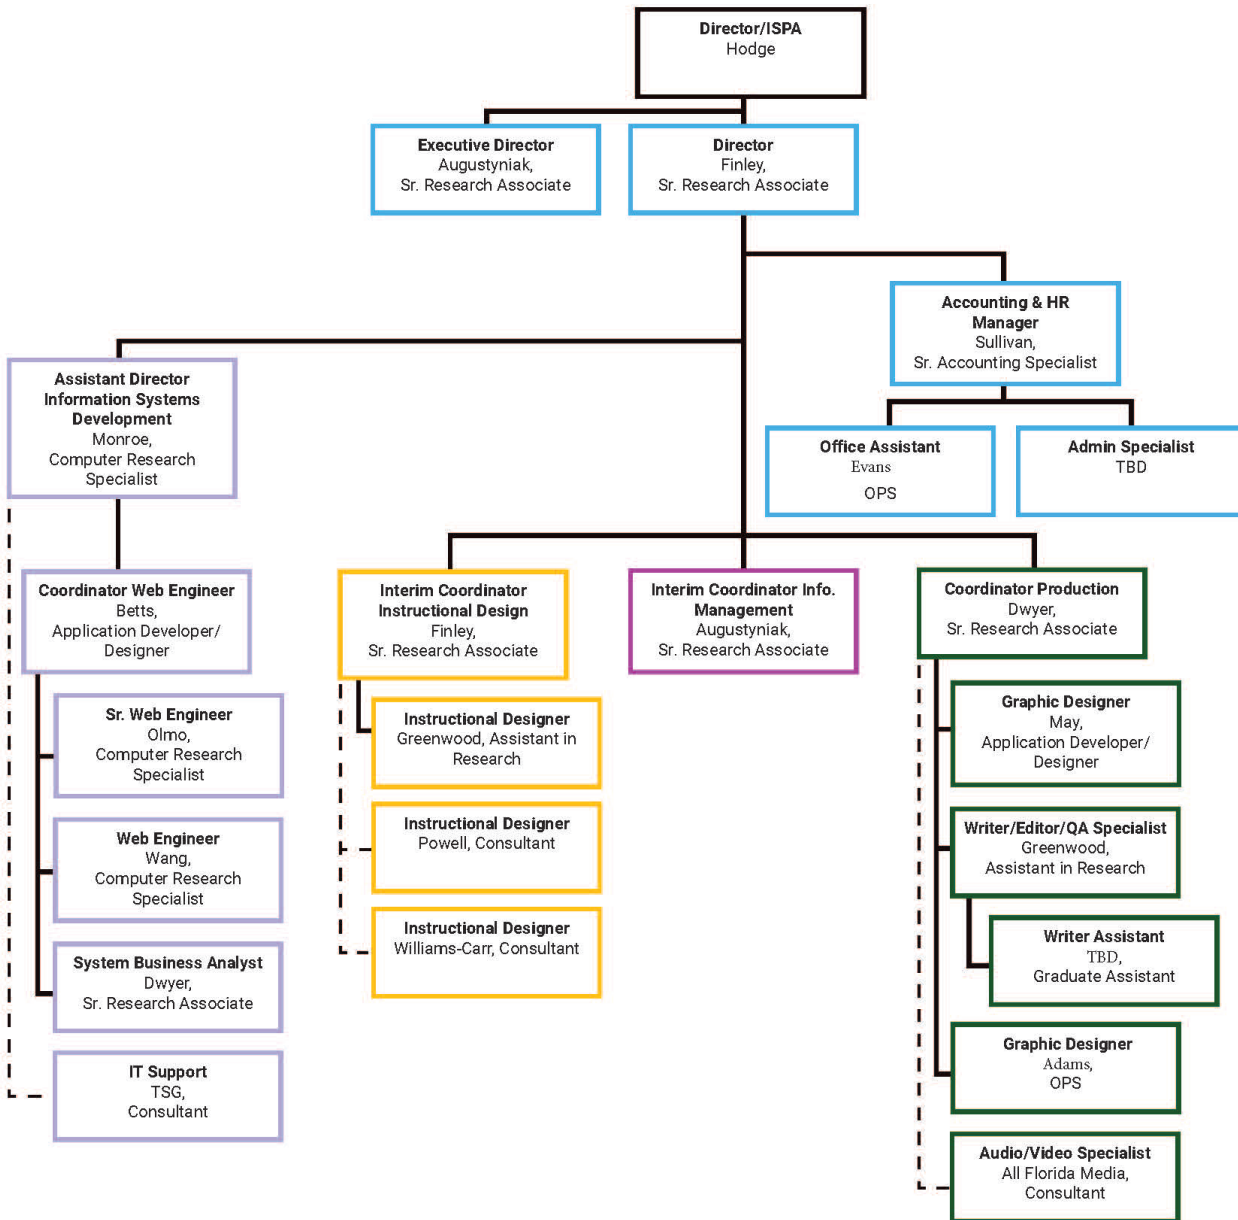 Director/ISPA
Hodge
Executive Director
Augustyniak,
Sr. Research Associate
Director
Finley,
Sr. Research Associate
Accounting & HR
Manager
Sullivan,
Sr. Accounting Specialist
Office Assistant
Evans
OPS
Admin Specialist
TBD
Assistant Director
Information Systems
Development
Monroe,
Computer Research
Specialist
Coordinator Web Engineer
Betts,
Application Developer/
Designer
Sr. Web Engineer
Olmo,
Computer Research
Specialist
Web Engineer
Wang,
Computer Research
Specialist
System Business Analyst
Dwyer,
Sr. Research Associate
IT Support
TSG,
Consultant
Interim Coordinator
Instructional Design
Finley,
Sr. Research Associate
Instructional Designer
Greenwood, Assistant in
Research
Instructional Designer
Powell, Consultant
Instructional Designer
Williams-Carr, Consultant
Interim Coordinator Info.
Management
Augustyniak,
Sr. Research Associate
Coordinator Production
Dwyer,
Sr. Research Associate
Graphic Designer
May,
Application Developer/
Designer
Writer/Editor/QA Specialist
Greenwood,
Assistant in Research
Writer Assistant
TBD,
Graduate Assistant
Graphic Designer
Adams,
OPS
Audio/Video Specialist
All Florida Media,
Consultant